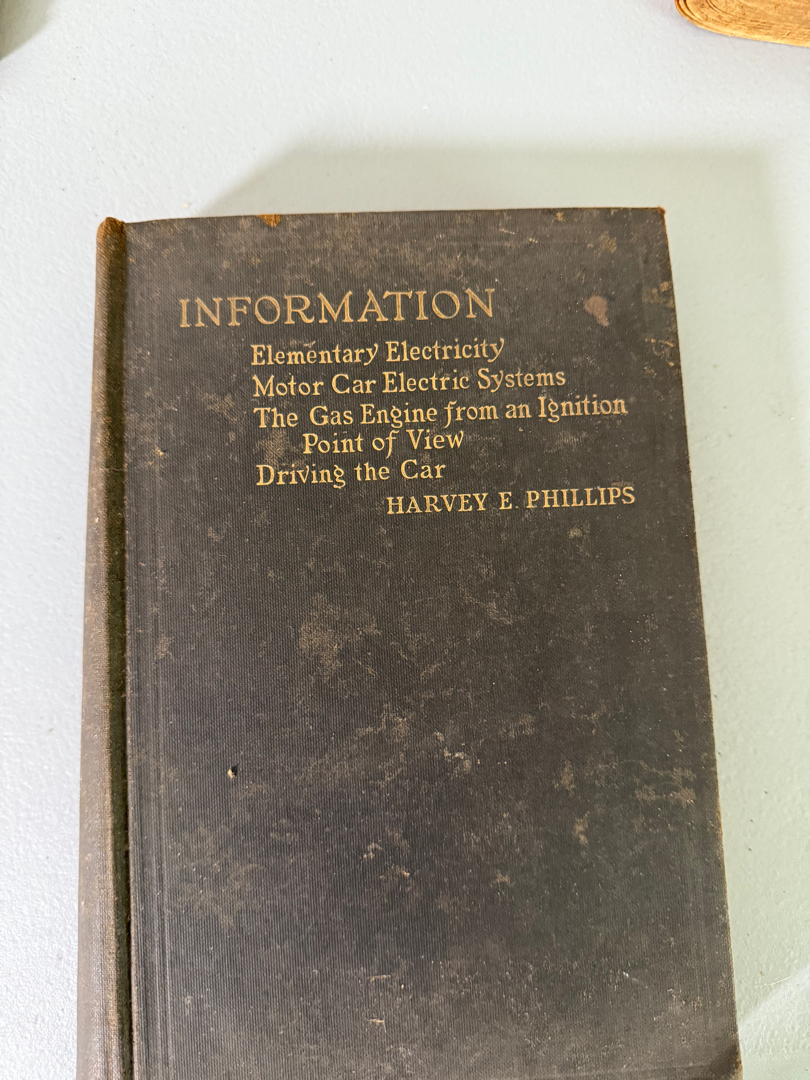 INFORMATION
Elementary Electricity
Motor Car Electric Systems
The Gas Engine from an Ignition
Point of View
Driving the Car
HARVEY E. PHILLIPS